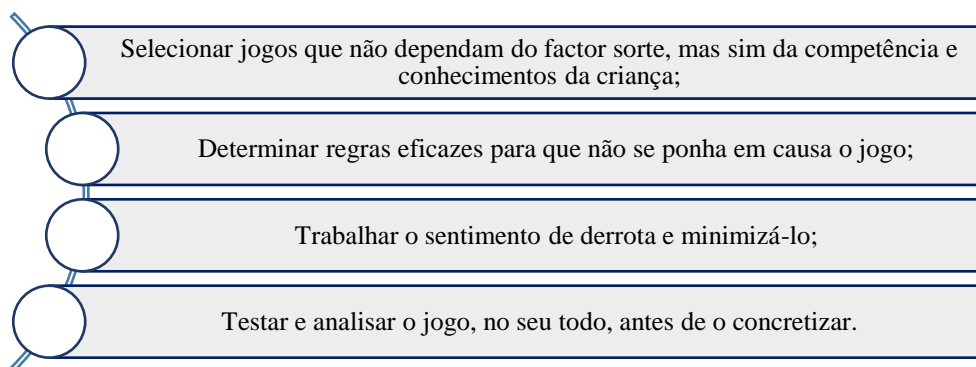 Selecionar jogos que não dependam do factor sorte, mas sim da competência e
conhecimentos da criança;
Determinar regras eficazes para que não se ponha em causa o jogo;
Trabalhar o sentimento de derrota e minimizá-lo;
Testar e analisar o jogo, no seu todo, antes de o concretizar.